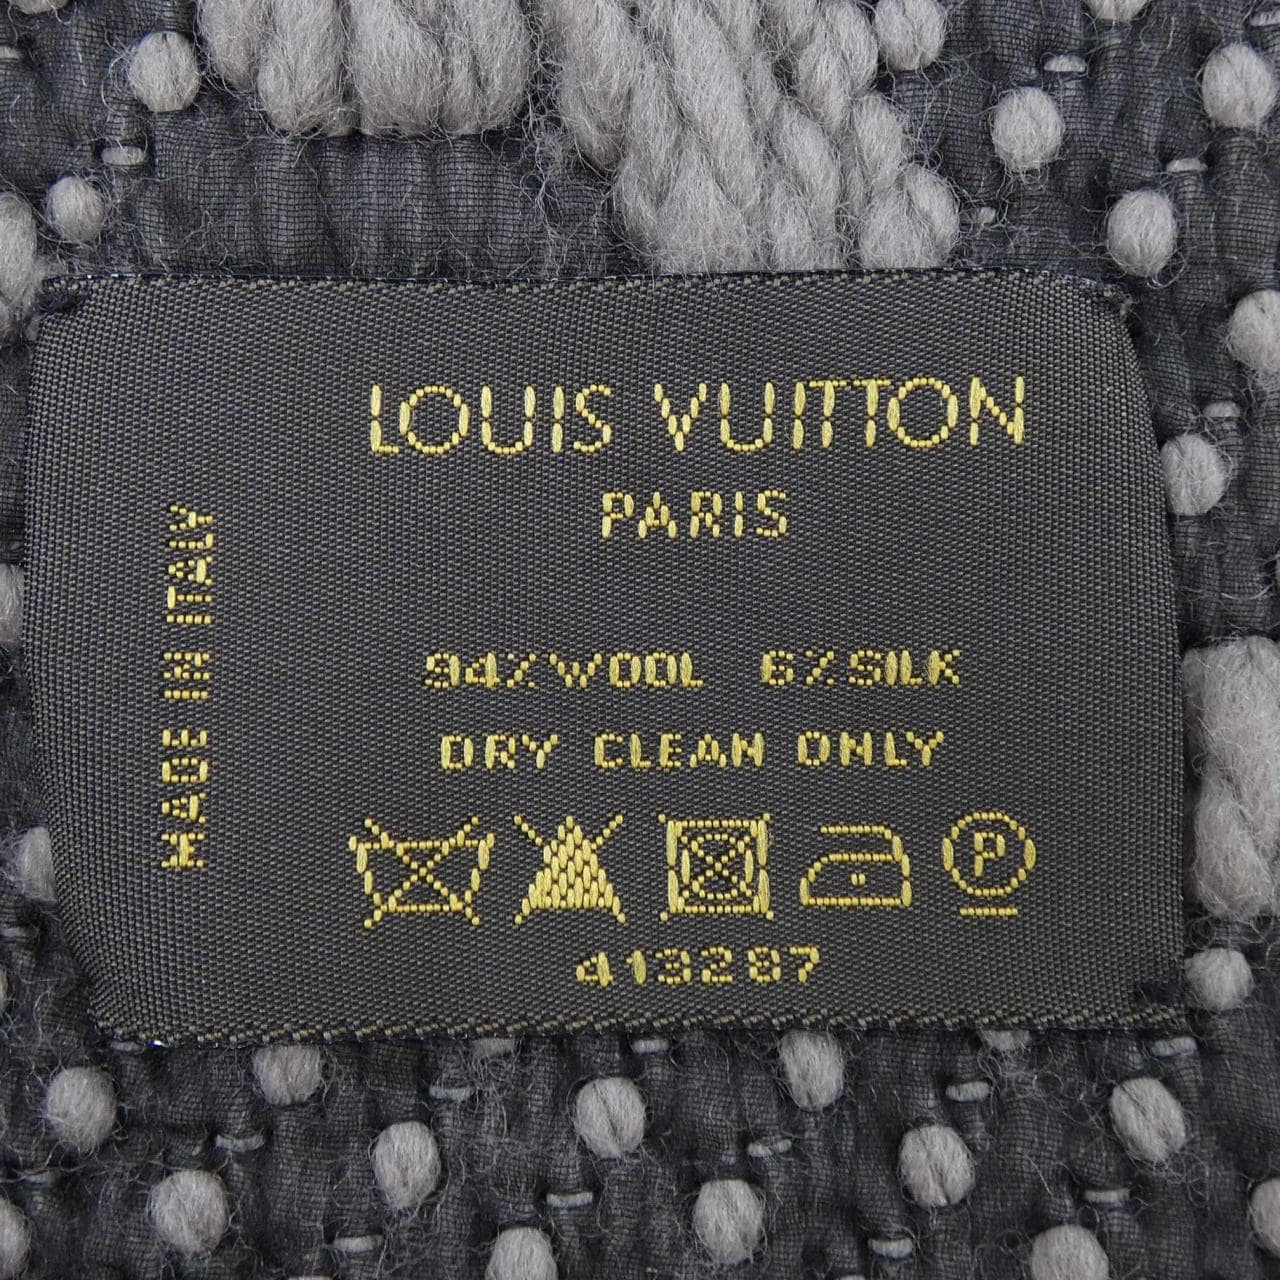 LOUIS VUITTON
PARIS
MADE IN ITALY
94% WOOL 6% SILK
DRY CLEAN ONLY
P
413287